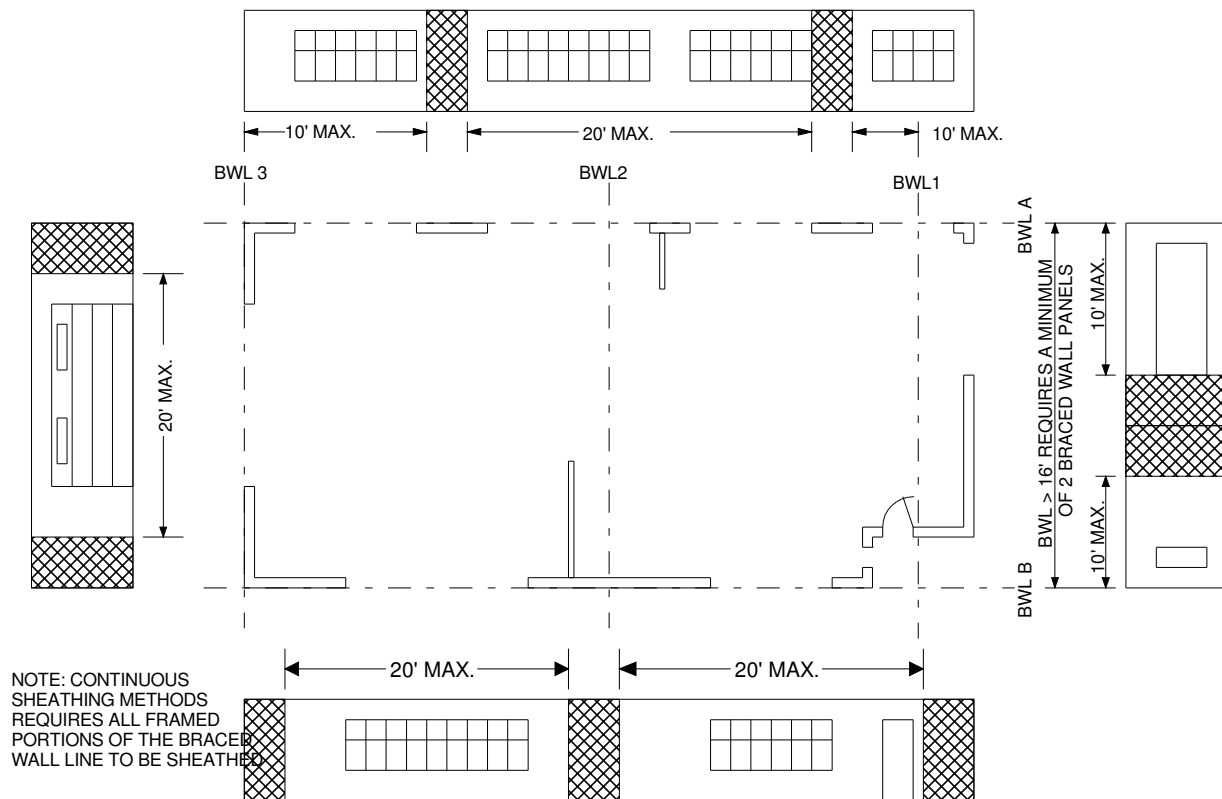 10' MAX.
20' MAX.
10' MAX.
BWL 3
BWL2
BWL1
BWL A
20' MAX.
BWL > 16' REQUIRES A MINIMUM
OF 2 BRACED WALL PANELS
10' MAX.
10' MAX.
BWL B
20' MAX.
20' MAX.
NOTE: CONTINUOUS
SHEATHING METHODS
REQUIRES ALL FRAMED
PORTIONS OF THE BRACED
WALL LINE TO BE SHEATHED